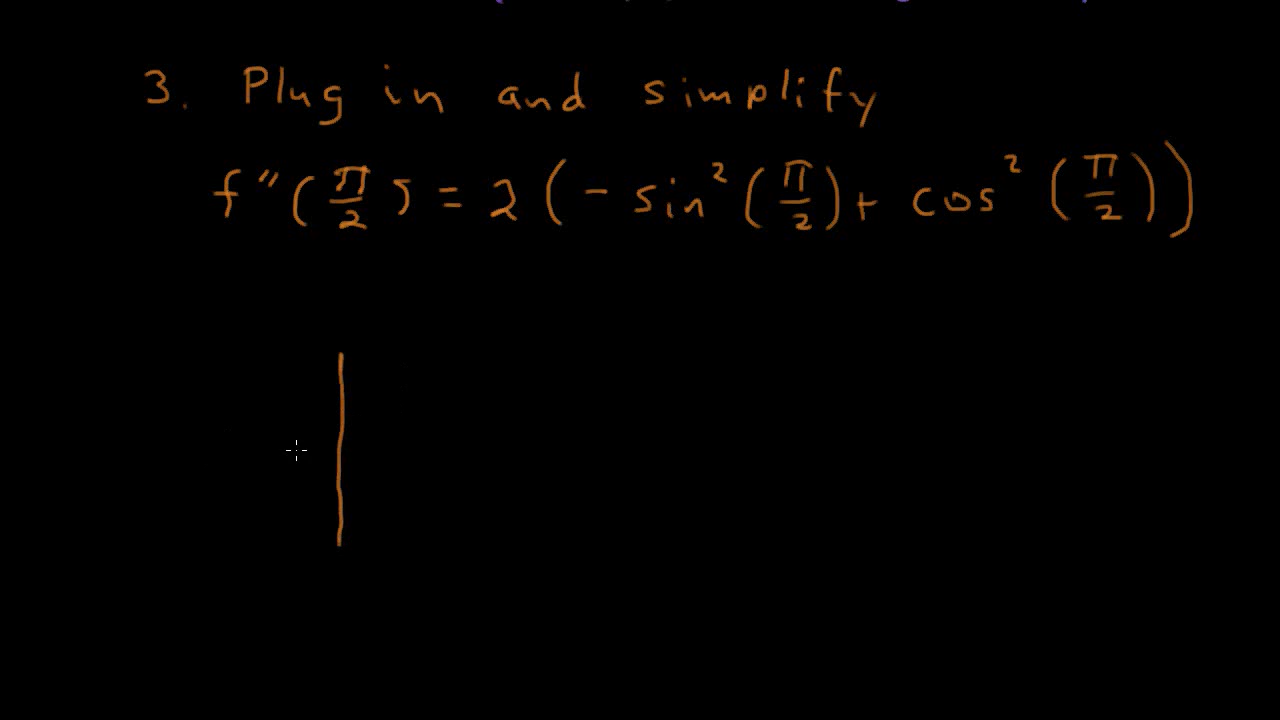 3. Plug in and simplify
f''(π/2) = 2(- sin²(π/2) + cos²(π/2))